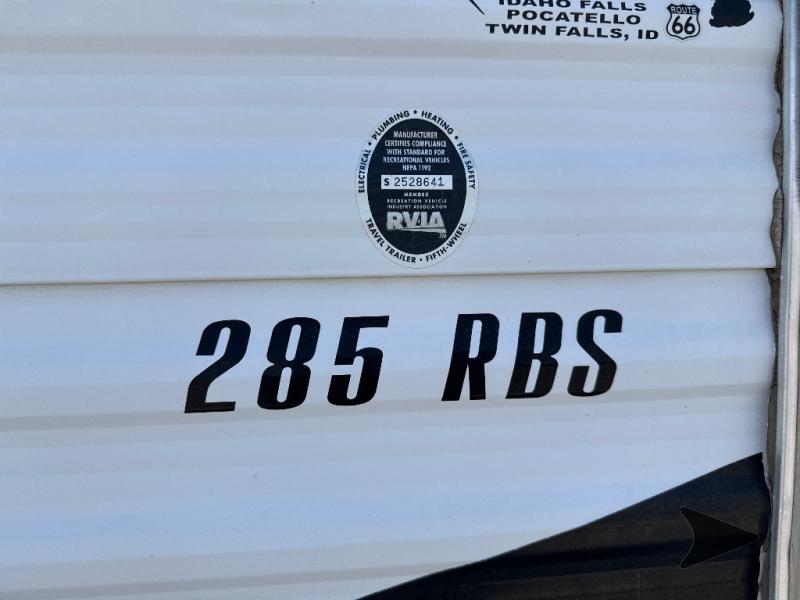 IDAHO FALLS
POCATELLO
TWIN FALLS, ID
ROUTE
66
ELECTRICAL • PLUMBING • HEATING • FIRE SAFETY
MANUFACTURER
CERTIFIES COMPLIANCE
WITH STANDARD FOR
RECREATIONAL VEHICLES
NFPA 1192
S 2528641
MEMBER
RECREATION VEHICLE
INDUSTRY ASSOCIATION
RVIA
TRAVEL TRAILER • FIFTH-WHEEL
285 RBS